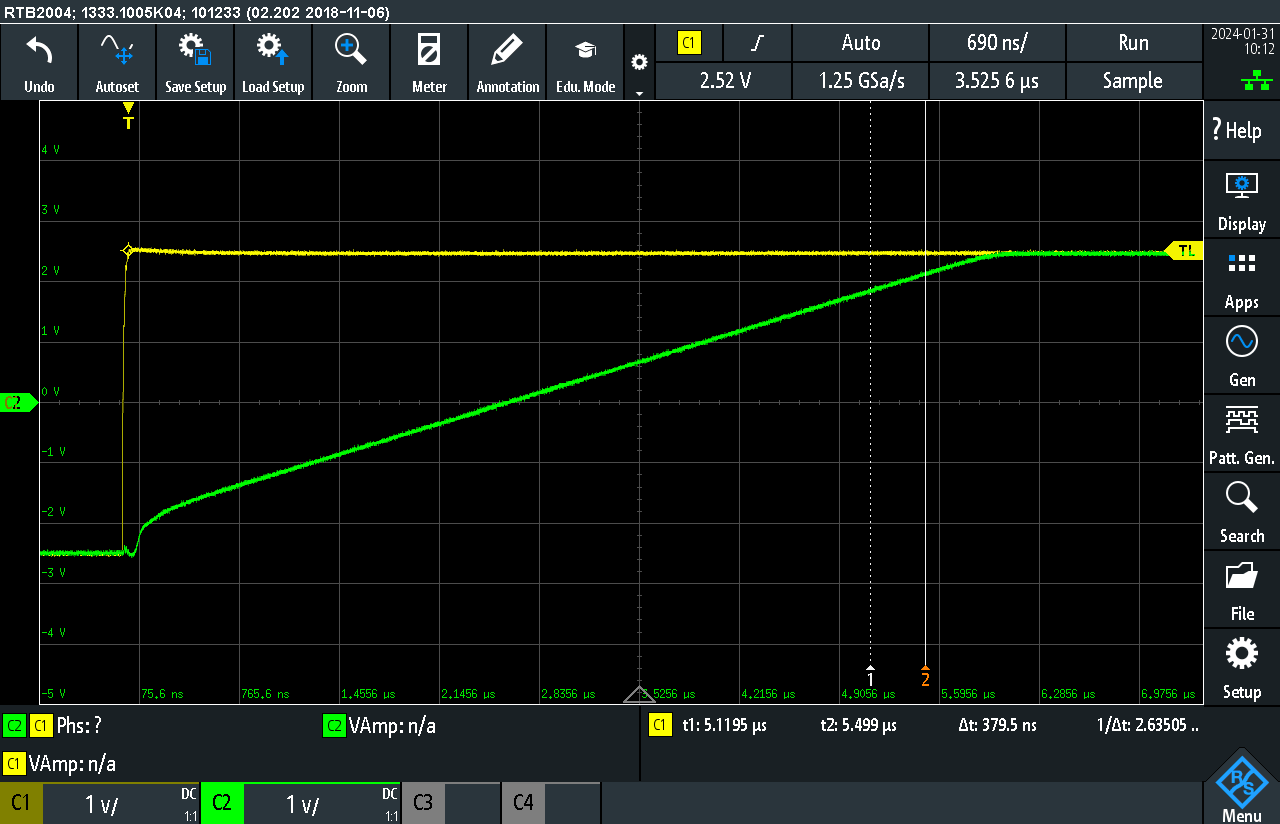 RTB2004; 1333.1005K04; 101233 (02.202 2018-11-06)
Undo
Autoset
Save Setup
Load Setup
Zoom
Meter
Annotation
Edu. Mode
C1
Auto
690 ns/
Run
2.52 V
1.25 GSa/s
3.525 6 µs
Sample
2024-01-31
10:12
? Help
Display
Apps
Gen
Patt. Gen.
Search
File
Setup
Menu
T
4 V
3 V
2 V
1 V
0 V
-1 V
-2 V
-3 V
-4 V
-5 V
C2
TL
1
2
75,6 ns
765,6 ns
1,4556 µs
2,1456 µs
2,8356 µs
3,5256 µs
4,2156 µs
4,9056 µs
5,5956 µs
6,2856 µs
6,9756 µs
C2 C1 Phs: ?
C2 VAmp: n/a
C1 t1: 5.1195 µs t2: 5.499 µs Δt: 379.5 ns 1/Δt: 2.63505 ..
C1 VAmp: n/a
C1 1 V/ DC 1:1
C2 1 V/ DC 1:1
C3
C4
R S